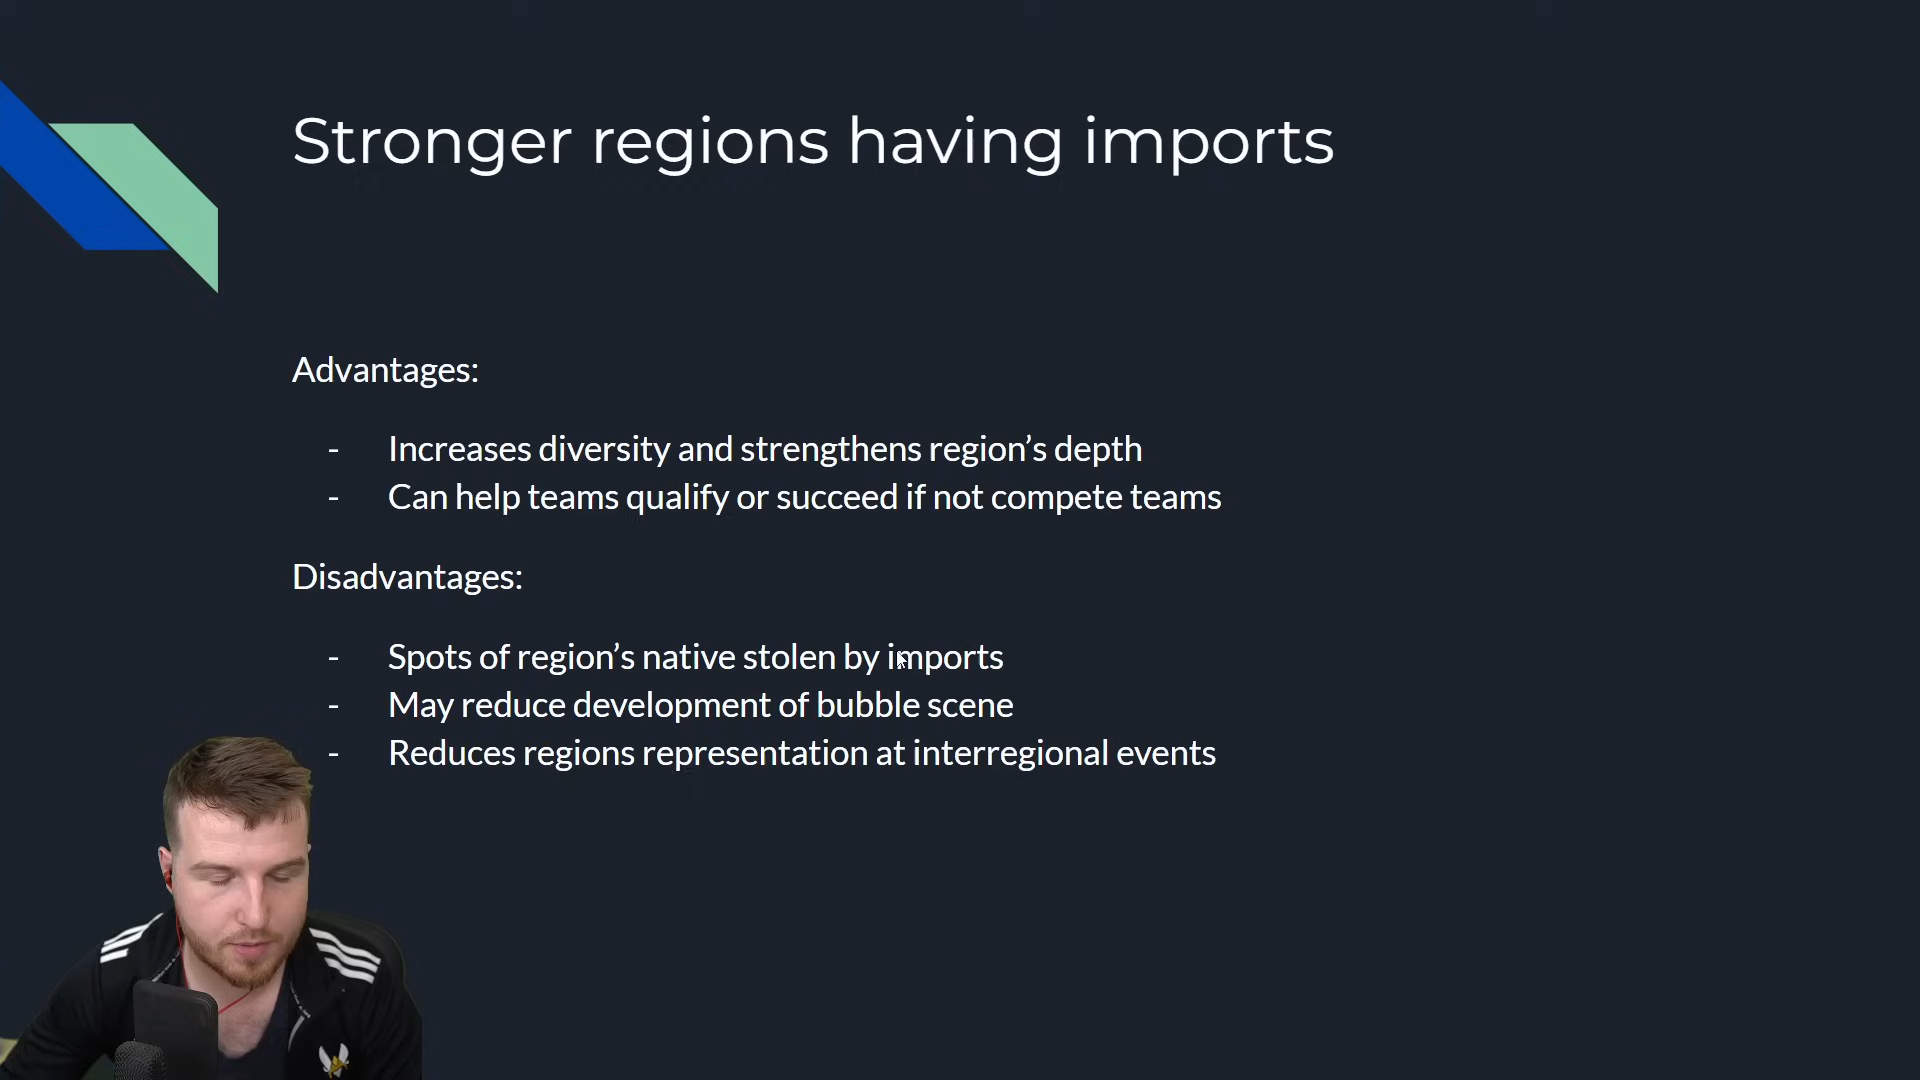 Stronger regions having imports
Advantages:
- Increases diversity and strengthens region’s depth
- Can help teams qualify or succeed if not compete teams
Disadvantages:
- Spots of region’s native stolen by imports
- May reduce development of bubble scene
- Reduces regions representation at interregional events